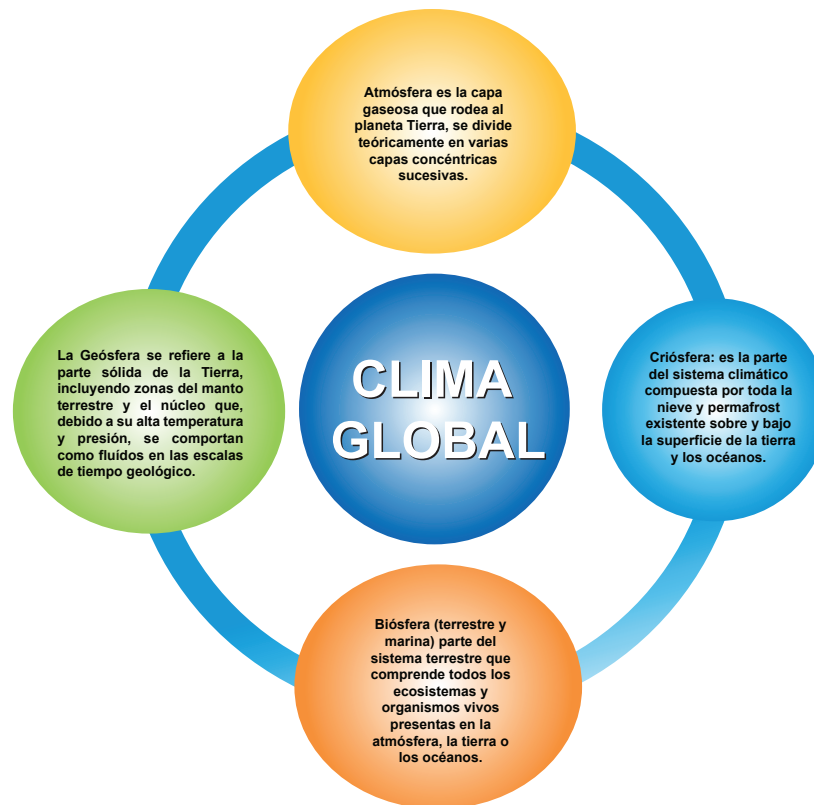 Atmósfera es la capa
gaseosa que rodea al
planeta Tierra, se divide
teóricamente en varias
capas concéntricas
sucesivas.
La Geósfera se refiere a la
parte sólida de la Tierra,
incluyendo zonas del manto
terrestre y el núcleo que,
debido a su alta temperatura
y presión, se comportan
como fluídos en las escalas
de tiempo geológico.
CLIMA
GLOBAL
Criósfera: es la parte
del sistema climático
compuesta por toda la
nieve y permafrost
existente sobre y bajo
la superficie de la tierra
y los océanos.
Biósfera (terrestre y
marina) parte del
sistema terrestre que
comprende todos los
ecosistemas y
organismos vivos
presentas en la
atmósfera, la tierra o
los océanos.